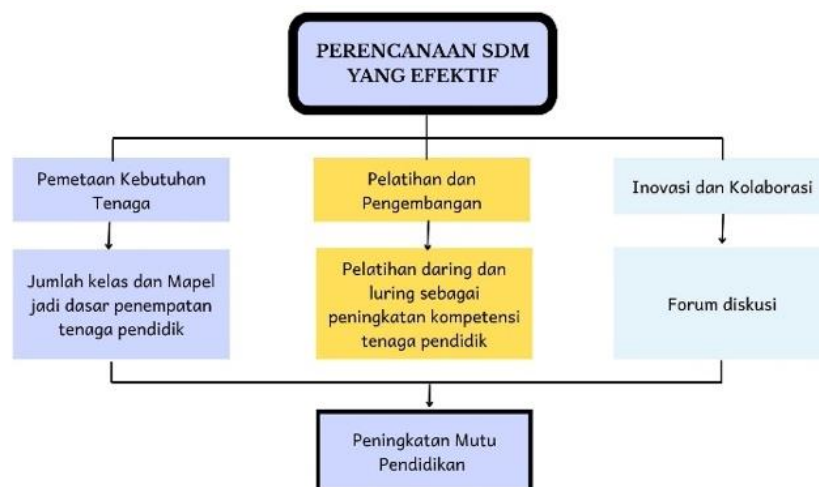 PERENCANAAN SDM
YANG EFEKTIF
Pemetaan Kebutuhan
Tenaga
Pelatihan dan
Pengembangan
Inovasi dan Kolaborasi
Jumlah kelas dan Mapel
jadi dasar penempatan
tenaga pendidik
Pelatihan daring dan
luring sebagai
peningkatan kompetensi
tenaga pendidik
Forum diskusi
Peningkatan Mutu
Pendidikan